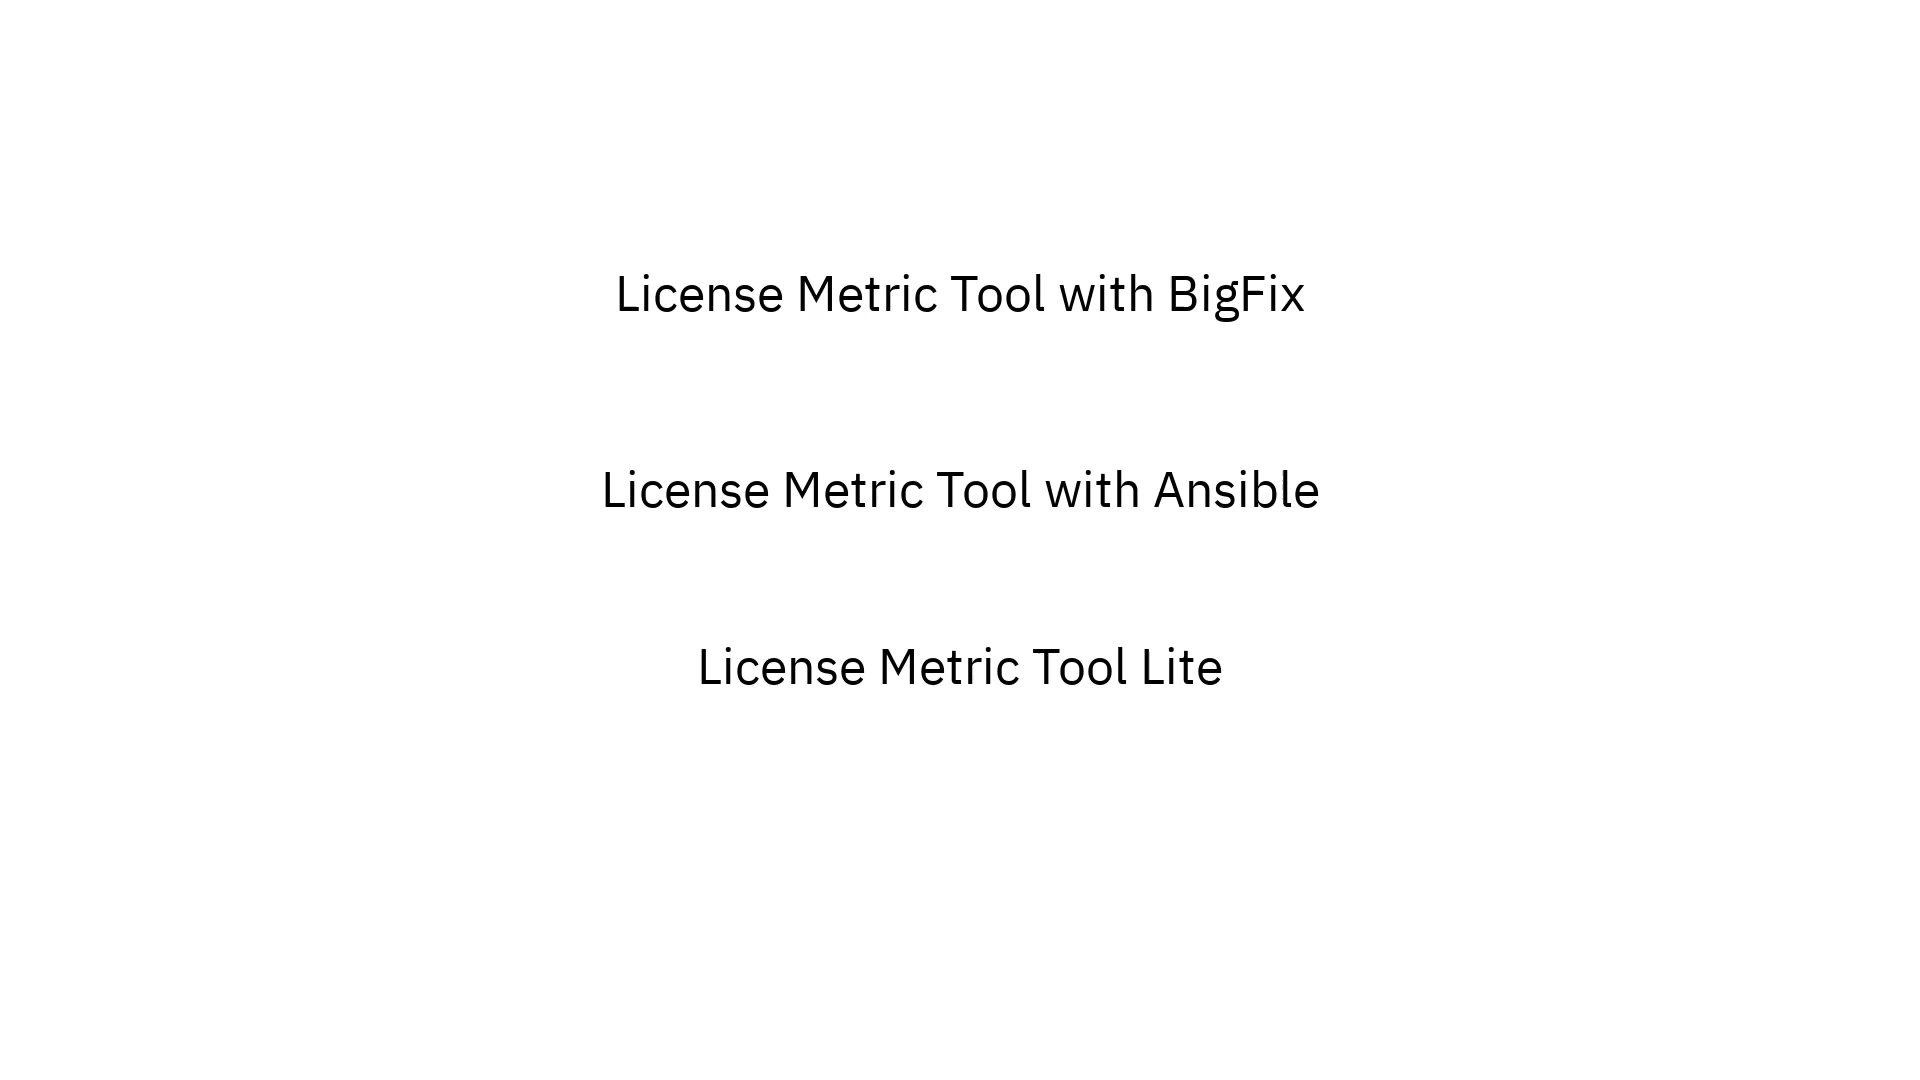 License Metric Tool with BigFix
License Metric Tool with Ansible
License Metric Tool Lite